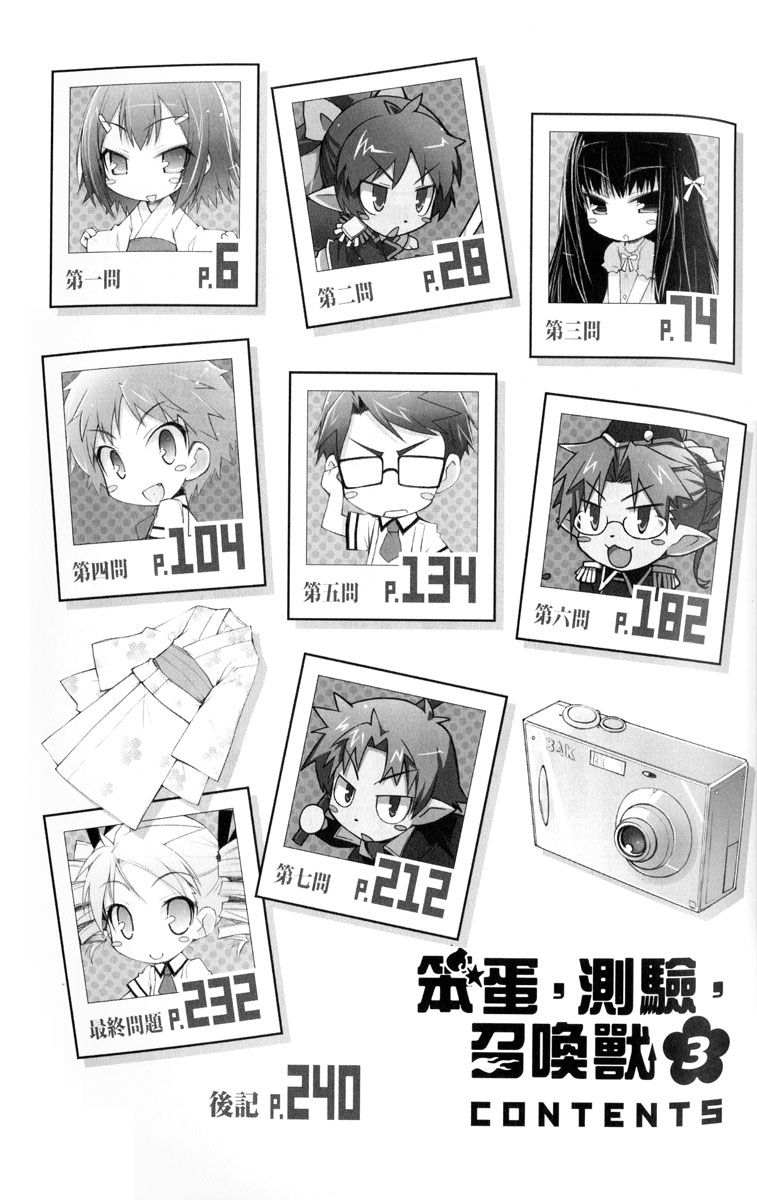 第一問 P.6
第二問 P.28
第三問 P.74
第四問 P.104
第五問 P.134
第六問 P.182
第七問 P.212
最終問題 P.232
後記 P.240
BAK
笨蛋,測驗,
召喚獸 3
CONTENTS